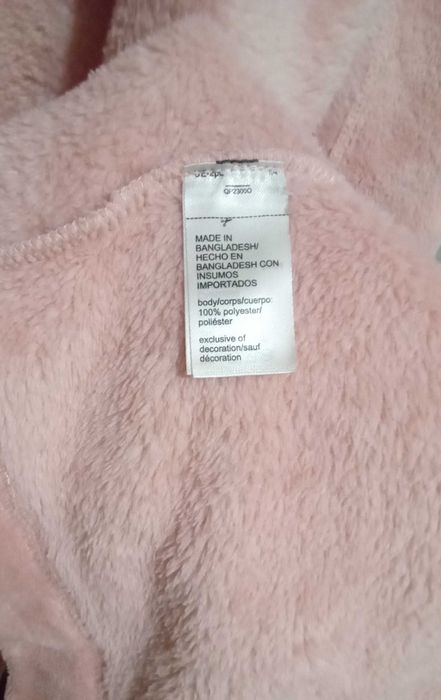 QP2300O
MADE IN
BANGLADESH/
HECHO EN
BANGLADESH CON
INSUMOS
IMPORTADOS
body/corps/cuerpo:
100% polyester/
poliéster
exclusive of
decoration/sauf
décoration